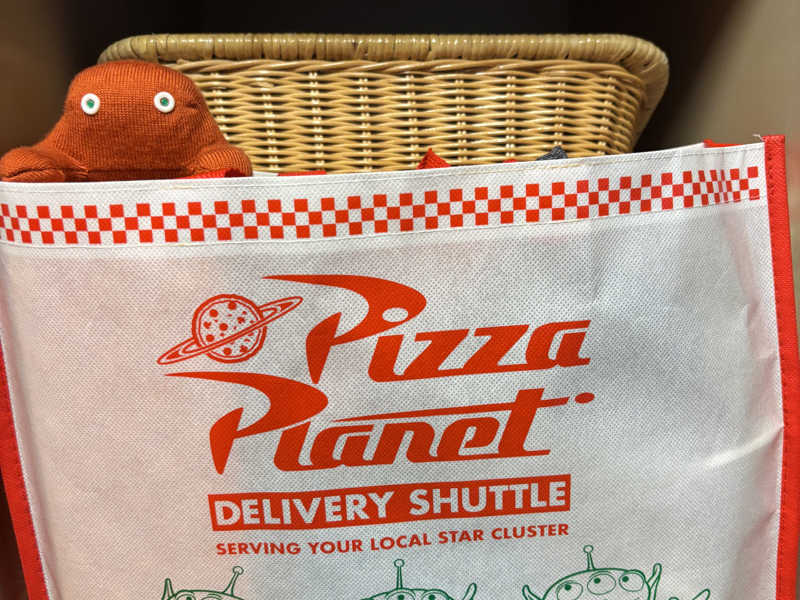 Pizza
Planet
DELIVERY SHUTTLE
SERVING YOUR LOCAL STAR CLUSTER